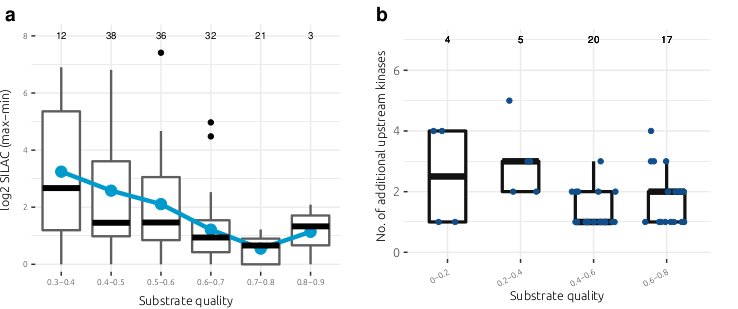 a
12 38 36 32 21 3
8
6
4
2
0
log2 SILAC (max−min)
0.3−0.4 0.4−0.5 0.5−0.6 0.6−0.7 0.7−0.8 0.8−0.9
Substrate quality
b
4 5 20 17
6
4
2
0
No. of additional upstream kinases
0−0.2 0.2−0.4 0.4−0.6 0.6−0.8
Substrate quality